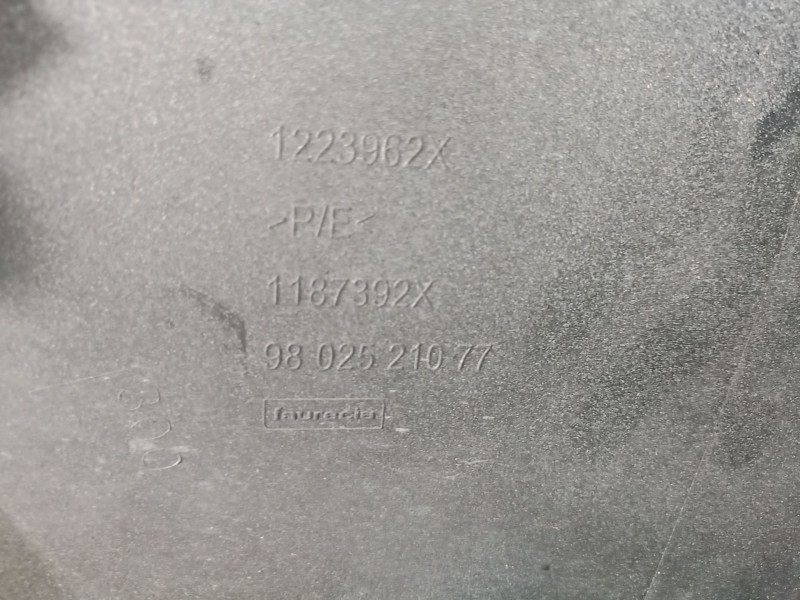 1223962X
>P/E<
1187392X
98 025 210 77
faurecia